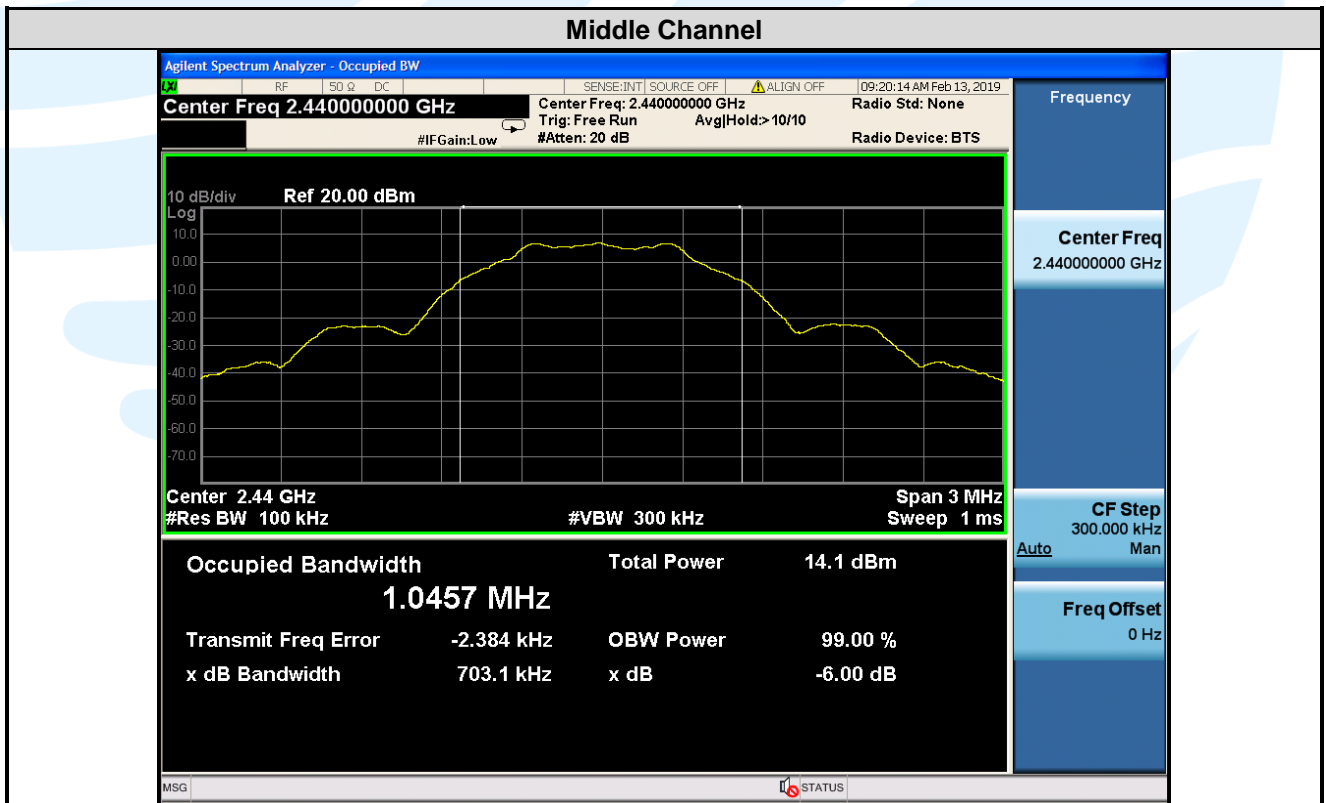 Middle Channel
Agilent Spectrum Analyzer - Occupied BW
LXI RF 50 Ω DC SENSE:INT SOURCE OFF ALIGN OFF 09:20:14 AM Feb 13, 2019
Center Freq 2.440000000 GHz
#IFGain:Low
Center Freq: 2.440000000 GHz
Trig: Free Run Avg|Hold:>10/10
#Atten: 20 dB
Radio Std: None
Radio Device: BTS
10 dB/div Ref 20.00 dBm
Log
10.0
0.00
-10.0
-20.0
-30.0
-40.0
-50.0
-60.0
-70.0
Center 2.44 GHz Span 3 MHz
#Res BW 100 kHz #VBW 300 kHz Sweep 1 ms
Occupied Bandwidth Total Power 14.1 dBm
1.0457 MHz
Transmit Freq Error -2.384 kHz OBW Power 99.00 %
x dB Bandwidth 703.1 kHz x dB -6.00 dB
Frequency
Center Freq
2.440000000 GHz
CF Step
300.000 kHz
Auto Man
Freq Offset
0 Hz
MSG STATUS